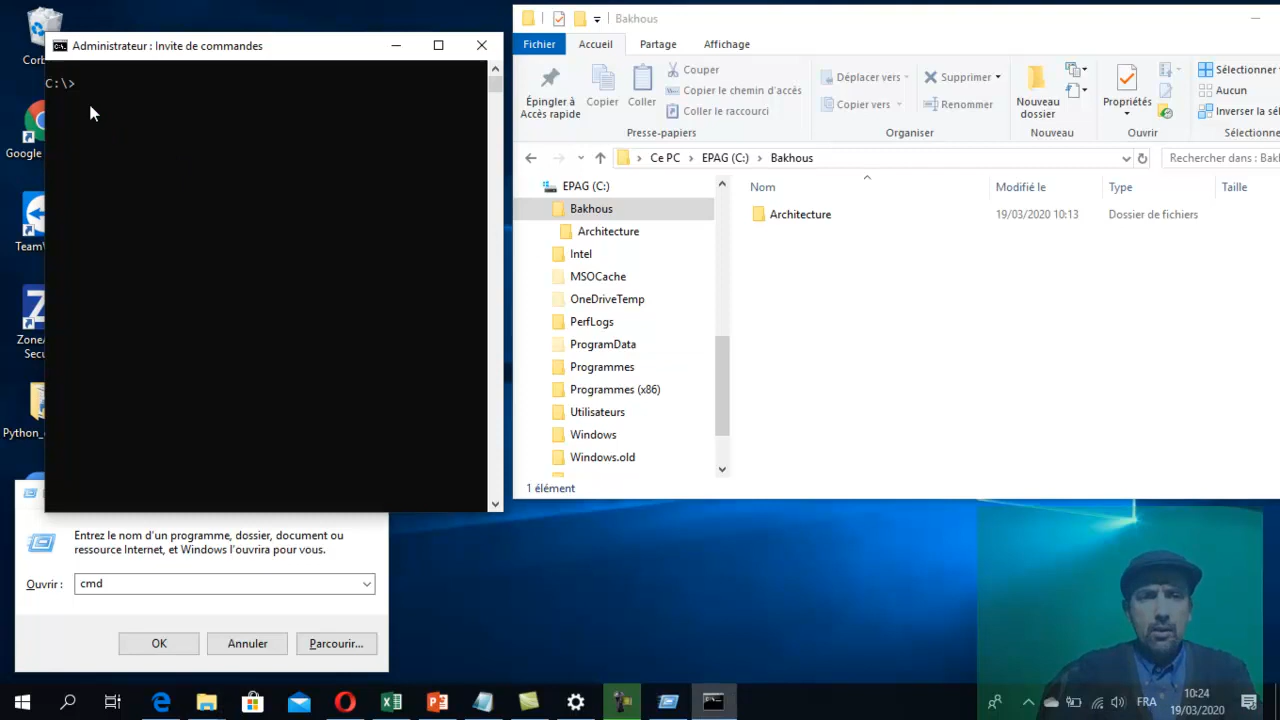 Corb
Google
TeamV
ZoneA
Secu
Python_
Administrateur : Invite de commandes
C:\>
Entrez le nom d'un programme, dossier, document ou
ressource Internet, et Windows l'ouvrira pour vous.
Ouvrir :
cmd
OK
Annuler
Parcourir...
Bakhous
Fichier
Accueil
Partage
Affichage
Épingler à
Accès rapide
Copier
Coller
Couper
Copier le chemin d'accès
Coller le raccourci
Presse-papiers
Déplacer vers
Copier vers
Supprimer
Renommer
Organiser
Nouveau
dossier
Nouveau
Propriétés
Ouvrir
Sélectionner
Aucun
Inverser la sél
Sélectionne
Ce PC
EPAG (C:)
Bakhous
Rechercher dans : Bak
EPAG (C:)
Bakhous
Architecture
Intel
MSOCache
OneDriveTemp
PerfLogs
ProgramData
Programmes
Programmes (x86)
Utilisateurs
Windows
Windows.old
Nom
Modifié le
Type
Taille
Architecture
19/03/2020 10:13
Dossier de fichiers
1 élément
FRA
10:24
19/03/2020